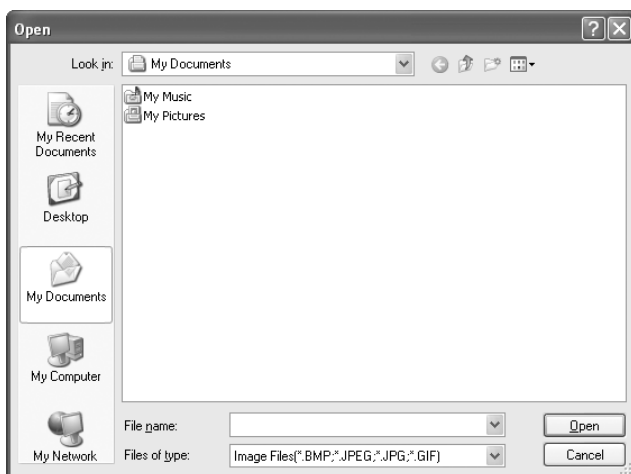 Open
Look in: My Documents
My Recent
Documents
Desktop
My Documents
My Computer
My Network
My Music
My Pictures
File name:
Files of type: Image Files(*.BMP;*.JPEG;*.JPG;*.GIF)
Open
Cancel